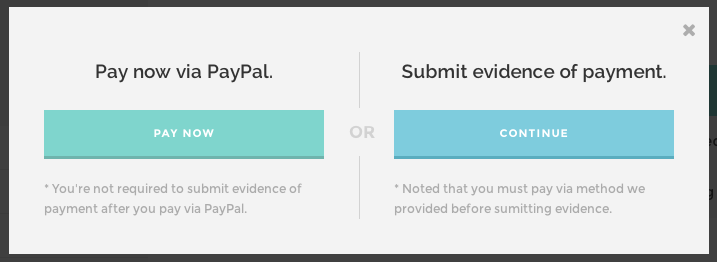 Pay now via PayPal.
PAY NOW
* You're not required to submit evidence of
payment after you pay via PayPal.
OR
Submit evidence of payment.
CONTINUE
* Noted that you must pay via method we
provided before sumitting evidence.